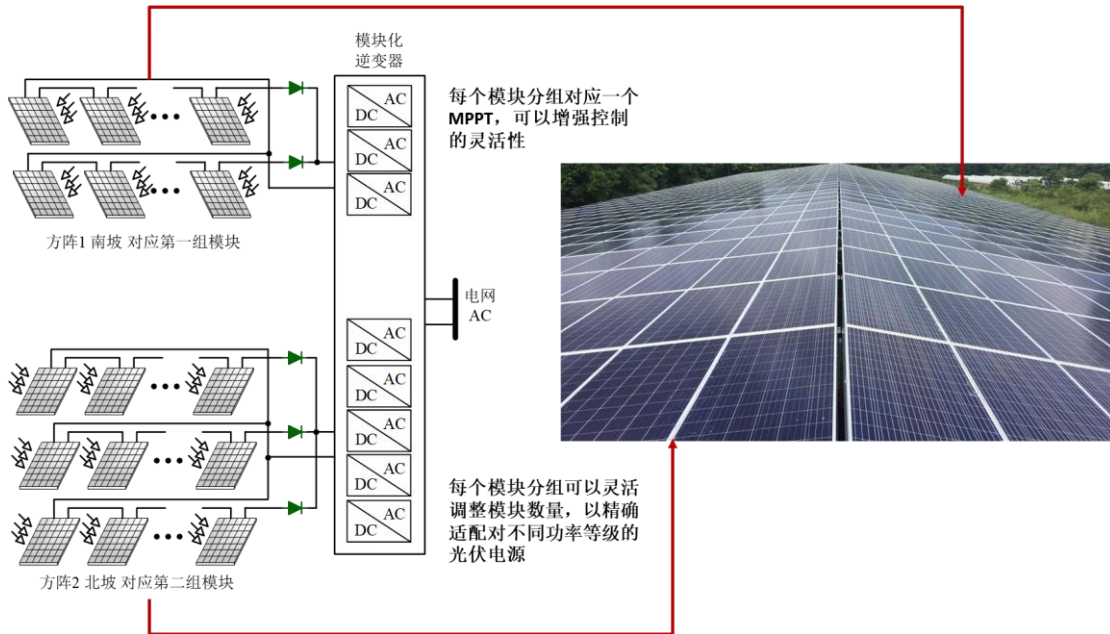 模块化
逆变器
AC
DC
AC
DC
AC
DC
每个模块分组对应一个
MPPT，可以增强控制
的灵活性
方阵1 南坡 对应第一组模块
电网
AC
AC
DC
AC
DC
AC
DC
AC
DC
AC
DC
每个模块分组可以灵活
调整模块数量，以精确
适配对不同功率等级的
光伏电源
方阵2 北坡 对应第二组模块